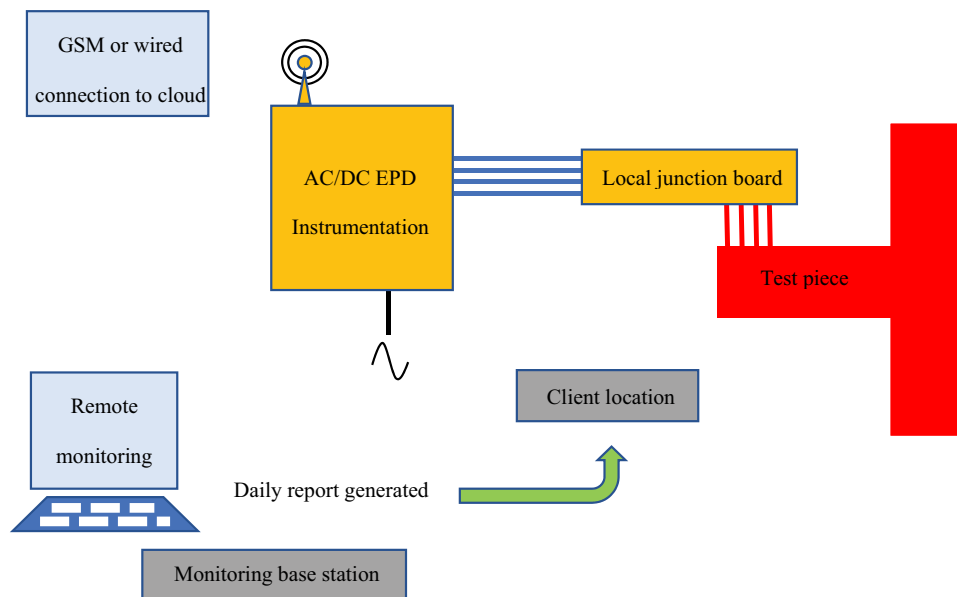 GSM or wired
connection to cloud
AC/DC EPD
Instrumentation
Local junction board
Test piece
Client location
Remote
monitoring
Daily report generated
Monitoring base station